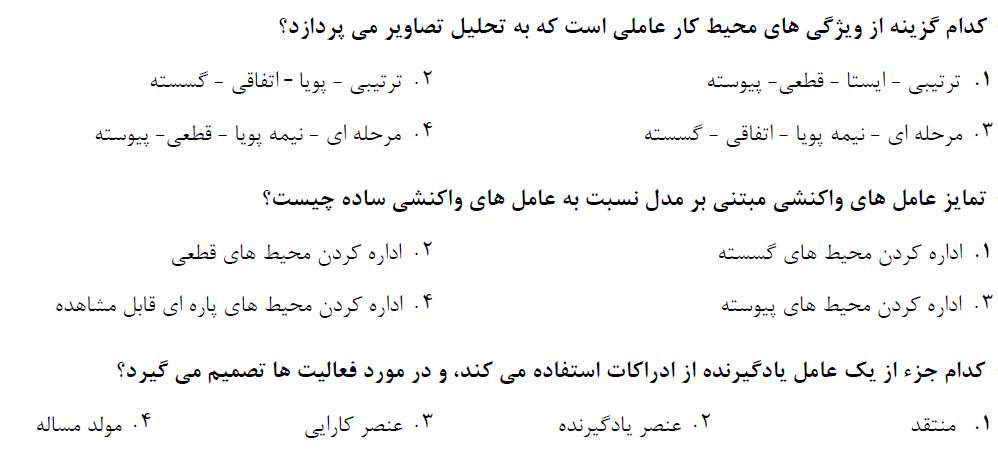 کدام گزینه از ویژگی های محیط کار عاملی است که به تحلیل تصاویر می پردازد؟
۱. ترتیبی - ایستا - قطعی- پیوسته ۲. ترتیبی - پویا - اتفاقی - گسسته
۳. مرحله ای - نیمه پویا - اتفاقی - گسسته ۴. مرحله ای - نیمه پویا - قطعی- پیوسته
تمایز عامل های واکنشی مبتنی بر مدل نسبت به عامل های واکنشی ساده چیست؟
۱. اداره کردن محیط های گسسته ۲. اداره کردن محیط های قطعی
۳. اداره کردن محیط های پیوسته ۴. اداره کردن محیط های پاره ای قابل مشاهده
کدام جزء از یک عامل یادگیرنده از ادراکات استفاده می کند، و در مورد فعالیت ها تصمیم می گیرد؟
۱. منتقد ۲. عنصر یادگیرنده ۳. عنصر کارایی ۴. مولد مساله